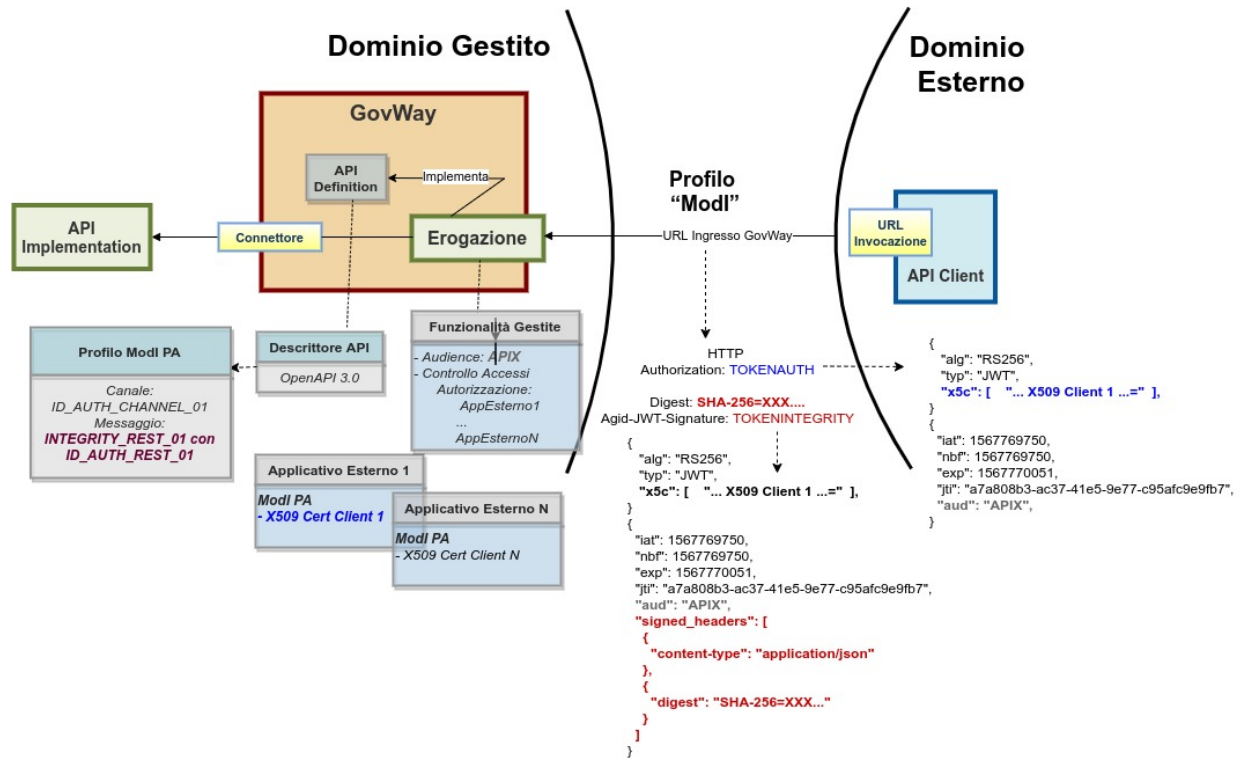 Dominio Gestito
Dominio
Esterno
GovWay
API
Definition
Implementa
Profilo
“ModI”
API
Implementation
Connettore
Erogazione
URL Ingresso GovWay
URL
Invocazione
API Client
Profilo ModI PA
Canale:
ID_AUTH_CHANNEL_01
Messaggio:
INTEGRITY_REST_01 con
ID_AUTH_REST_01
Descrittore API
OpenAPI 3.0
Funzionalità Gestite
- Audience: APIX
- Controllo Accessi
Autorizzazione:
AppEsterno1
...
AppEsternoN
Applicativo Esterno 1
ModI PA
- X509 Cert Client 1
Applicativo Esterno N
ModI PA
- X509 Cert Client N
HTTP
Authorization: TOKENAUTH
Digest: SHA-256=XXX....
Agid-JWT-Signature: TOKENINTEGRITY
{
"alg": "RS256",
"typ": "JWT",
"x5c": [ "... X509 Client 1 ...=" ],
}
{
"iat": 1567769750,
"nbf": 1567769750,
"exp": 1567770051,
"jti": "a7a808b3-ac37-41e5-9e77-c95afc9e9fb7",
"aud": "APIX",
"signed_headers": [
{
"content-type": "application/json"
},
{
"digest": "SHA-256=XXX..."
}
]
}
{
"alg": "RS256",
"typ": "JWT",
"x5c": [ "... X509 Client 1 ...=" ],
}
{
"iat": 1567769750,
"nbf": 1567769750,
"exp": 1567770051,
"jti": "a7a808b3-ac37-41e5-9e77-c95afc9e9fb7",
"aud": "APIX",
}